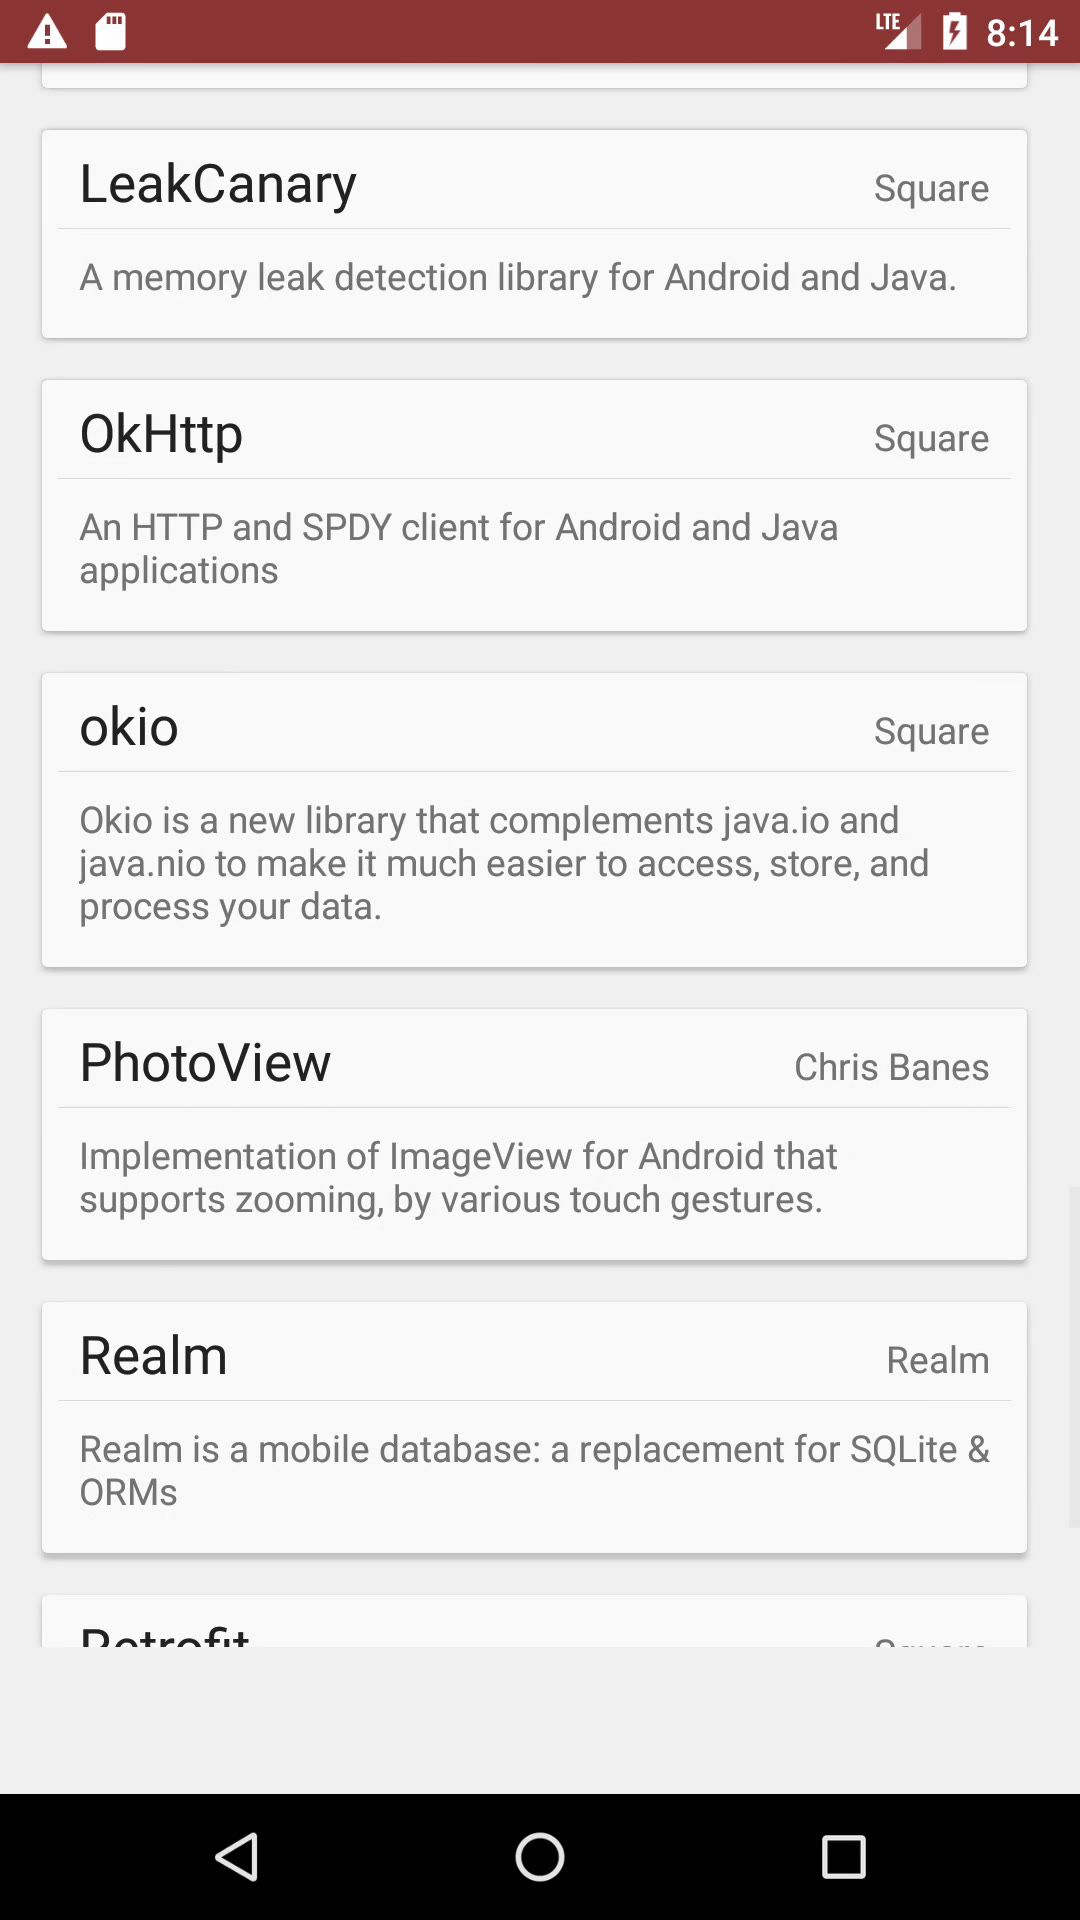 LTE 8:14
LeakCanary Square
A memory leak detection library for Android and Java.
OkHttp Square
An HTTP and SPDY client for Android and Java
applications
okio Square
Okio is a new library that complements java.io and
java.nio to make it much easier to access, store, and
process your data.
PhotoView Chris Banes
Implementation of ImageView for Android that
supports zooming, by various touch gestures.
Realm Realm
Realm is a mobile database: a replacement for SQLite &
ORMs
Retrofit Square